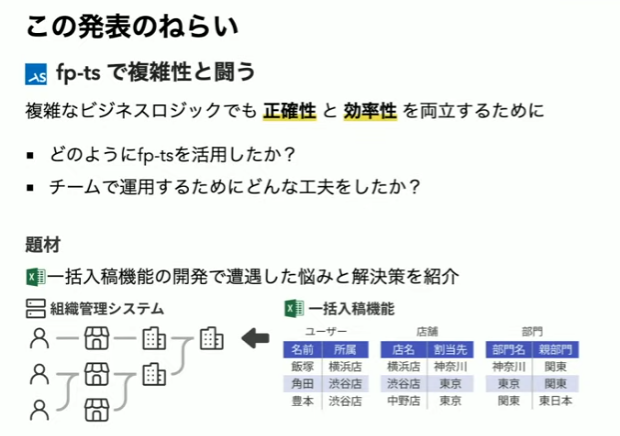 この発表のねらい
fp-ts で複雑性と闘う
複雑なビジネスロジックでも 正確性 と 効率性 を両立するために
どのようにfp-tsを活用したか？
チームで運用するためにどんな工夫をしたか？
題材
一括入稿機能の開発で遭遇した悩みと解決策を紹介
組織管理システム
一括入稿機能
ユーザー 店舗 部門
名前 所属 店名 割当先 部門名 親部門
飯塚 横浜店 横浜店 神奈川 神奈川 関東
角田 渋谷店 渋谷店 東京 東京 関東
豊本 渋谷店 中野店 東京 関東 東日本